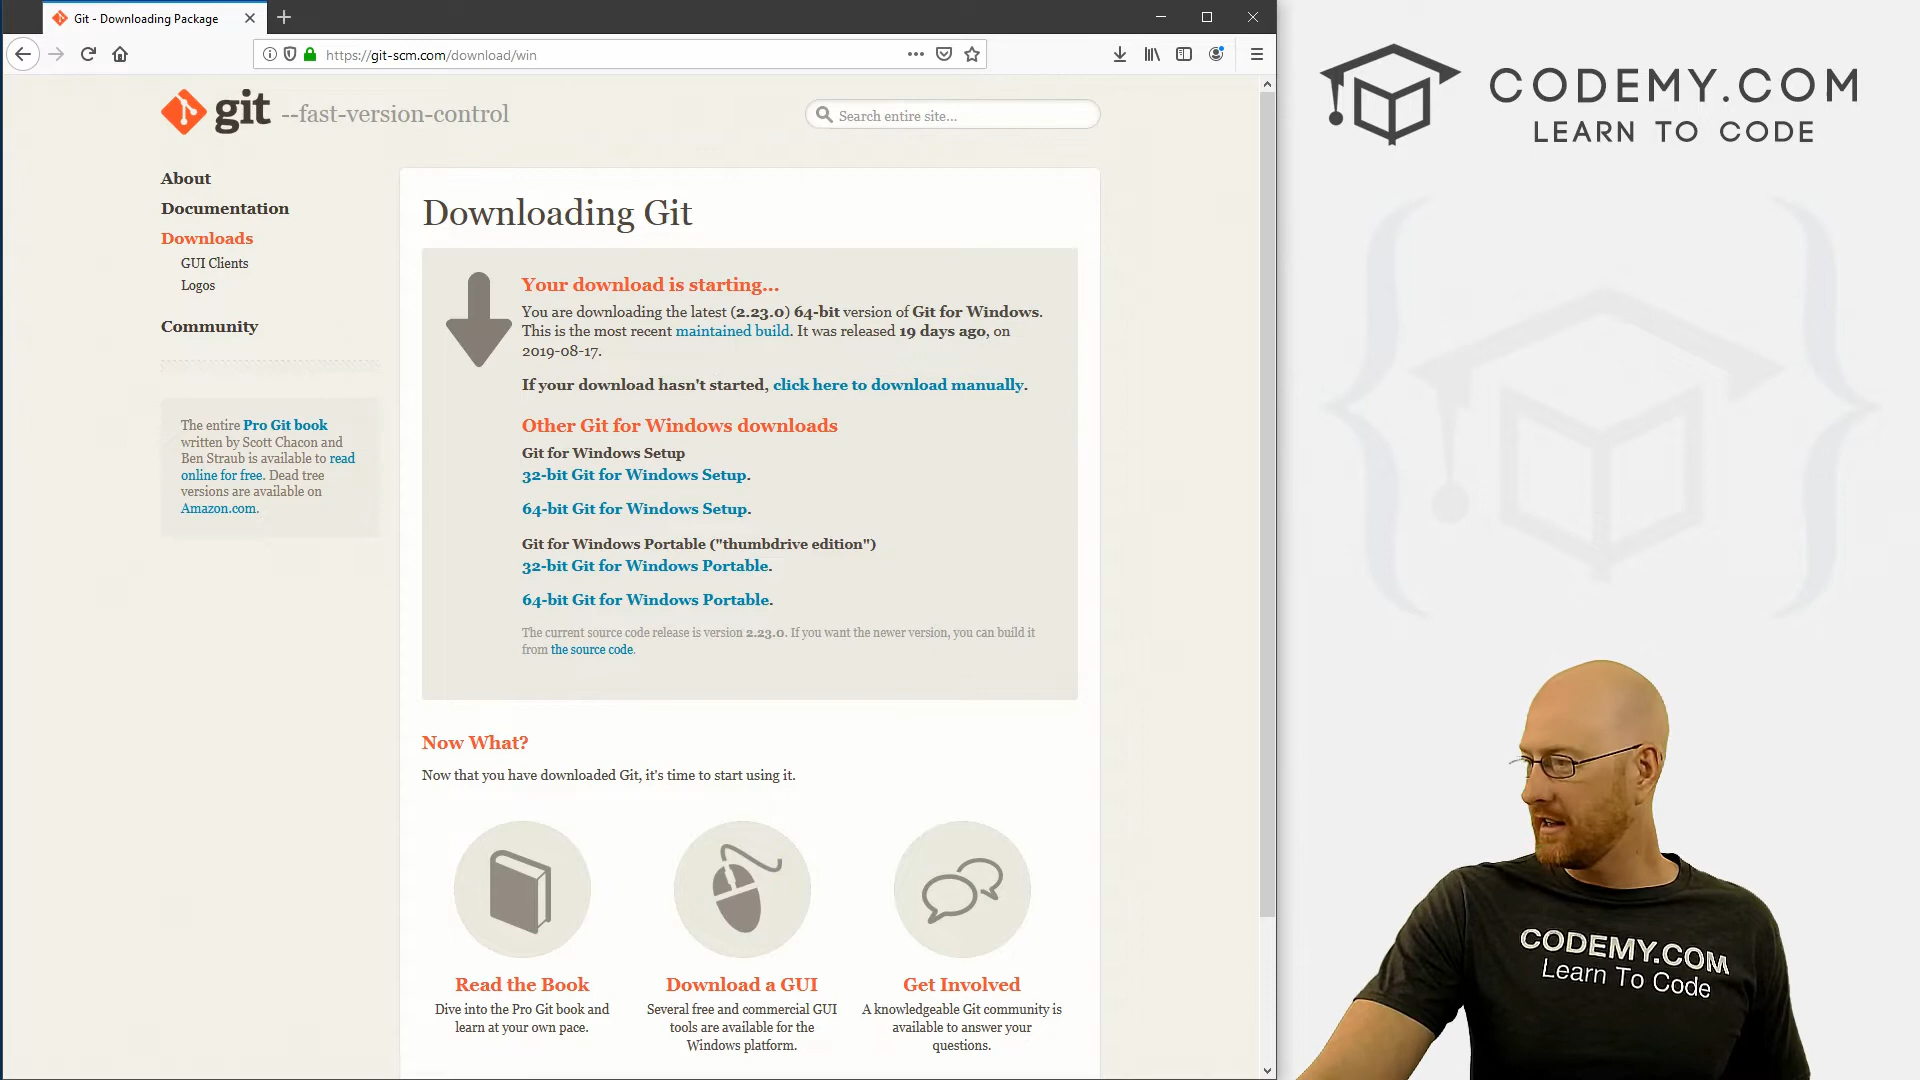 Git - Downloading Package
https://git-scm.com/download/win
git --fast-version-control
Search entire site...
About
Documentation
Downloads
GUI Clients
Logos
Community
The entire Pro Git book
written by Scott Chacon and
Ben Straub is available to read
online for free. Dead tree
versions are available on
Amazon.com.
Downloading Git
Your download is starting...
You are downloading the latest (2.23.0) 64-bit version of Git for Windows.
This is the most recent maintained build. It was released 19 days ago, on
2019-08-17.
If your download hasn't started, click here to download manually.
Other Git for Windows downloads
Git for Windows Setup
32-bit Git for Windows Setup.
64-bit Git for Windows Setup.
Git for Windows Portable ("thumbdrive edition")
32-bit Git for Windows Portable.
64-bit Git for Windows Portable.
The current source code release is version 2.23.0. If you want the newer version, you can build it
from the source code.
Now What?
Now that you have downloaded Git, it's time to start using it.
Read the Book
Dive into the Pro Git book and
learn at your own pace.
Download a GUI
Several free and commercial GUI
tools are available for the
Windows platform.
Get Involved
A knowledgeable Git community is
available to answer your
questions.
CODEMY.COM
LEARN TO CODE
CODEMY.COM
Learn To Code